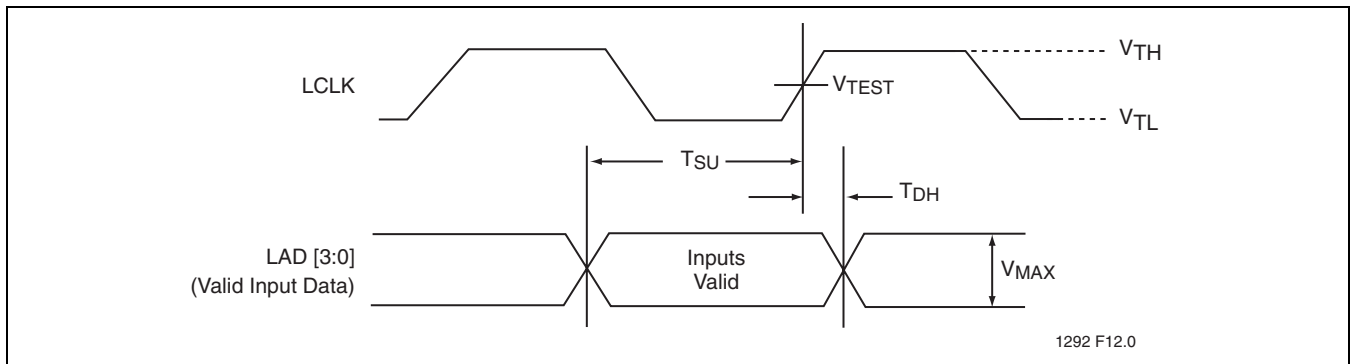 VTH
LCLK
VTEST
VTL
TSU
TDH
LAD [3:0]
(Valid Input Data)
Inputs
Valid
VMAX
1292 F12.0